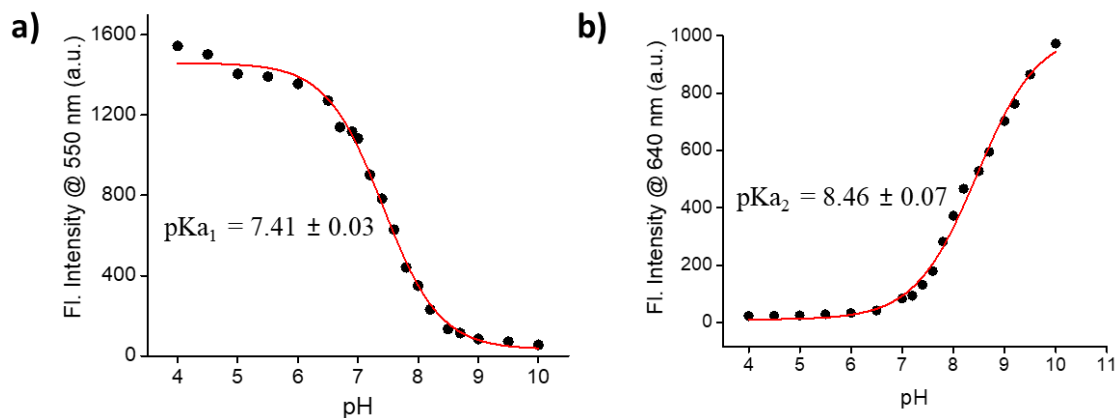 a)
Fl. Intensity @ 550 nm (a.u.)
1600
1200
800
400
0
pKa₁ = 7.41 ± 0.03
4 5 6 7 8 9 10
pH
b)
Fl. Intensity @ 640 nm (a.u.)
1000
800
600
400
200
0
pKa₂ = 8.46 ± 0.07
4 5 6 7 8 9 10 11
pH